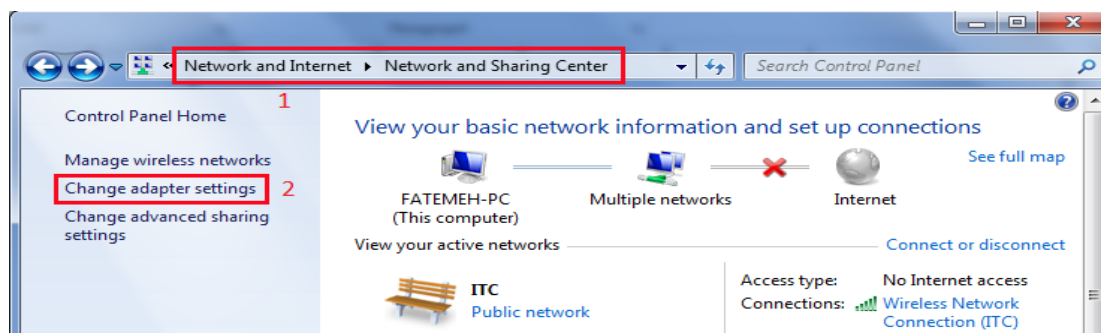 « Network and Internet ▸ Network and Sharing Center
Search Control Panel
1
Control Panel Home
Manage wireless networks
Change adapter settings 2
Change advanced sharing
settings
View your basic network information and set up connections
See full map
FATEMEH-PC
(This computer)
Multiple networks
Internet
View your active networks
Connect or disconnect
ITC
Public network
Access type: No Internet access
Connections: Wireless Network
Connection (ITC)